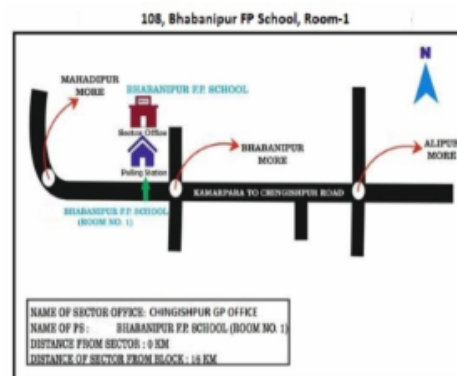 108, Bhabanipur FP School, Room-1
N
MAHADIPUR
MORE
BHABANIPUR F.P. SCHOOL
Sector Office
Polling Station
BHABANIPUR
MORE
ALIPUR
MORE
KAMARPARA TO CHINGISHPUR ROAD
BHABANIPUR F.P. SCHOOL
(ROOM NO. 1)
NAME OF SECTOR OFFICE: CHINGISHPUR GP OFFICE
NAME OF PS : BHABANIPUR F.P. SCHOOL (ROOM NO. 1)
DISTANCE FROM SECTOR : 0 KM
DISTANCE OF SECTOR FROM BLOCK : KM